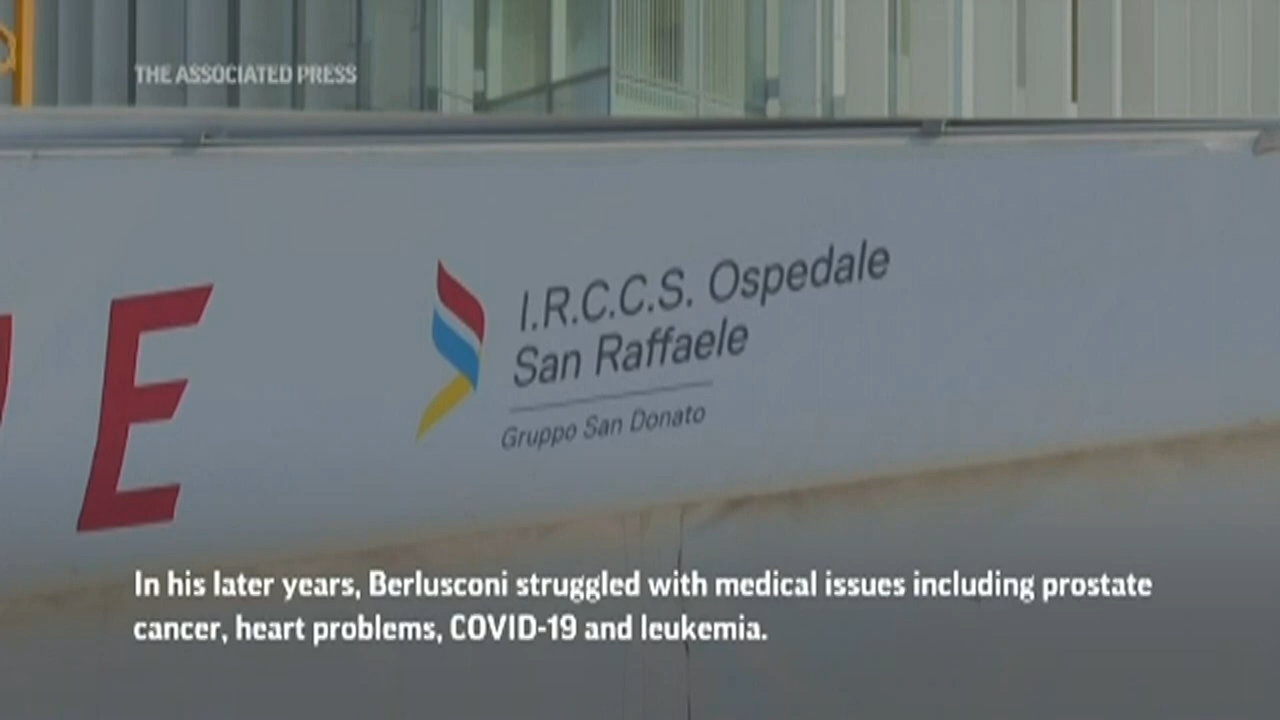 THE ASSOCIATED PRESS
E
I.R.C.C.S. Ospedale
San Raffaele
Gruppo San Donato
In his later years, Berlusconi struggled with medical issues including prostate
cancer, heart problems, COVID-19 and leukemia.